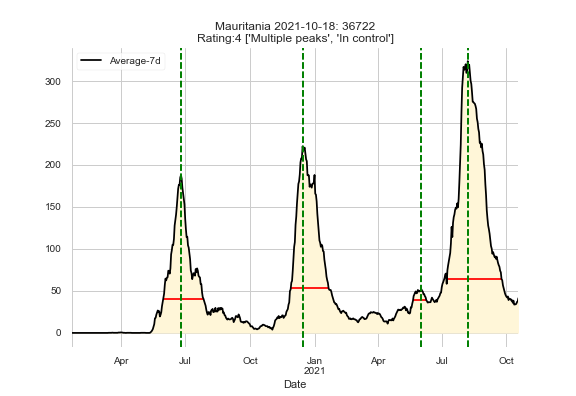 Mauritania 2021-10-18: 36722
Rating:4 ['Multiple peaks', 'In control']
Average-7d
300
250
200
150
100
50
0
Apr
Jul
Oct
Jan
2021
Apr
Jul
Oct
Date